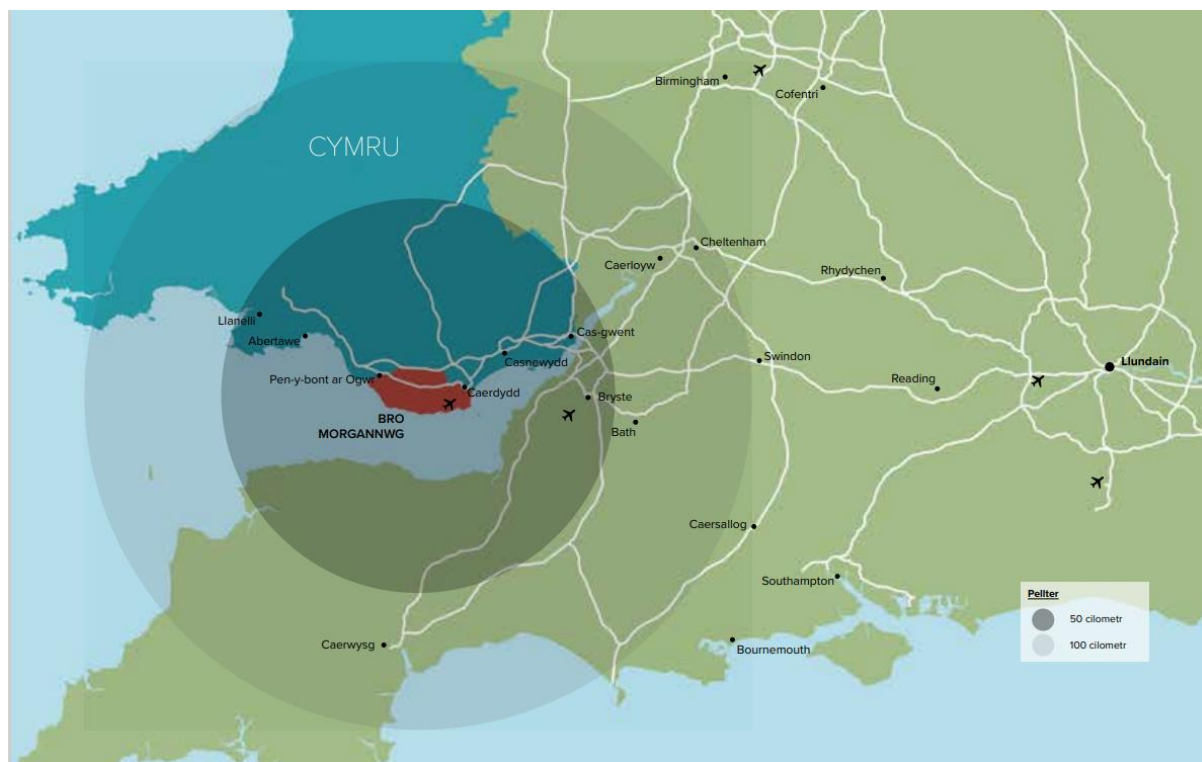 Birmingham
Cofentri
CYMRU
Cheltenham
Caerloyw
Rhydychen
Llanelli
Abertawe
Cas-gwent
Casnewydd
Swindon
Llundain
Pen-y-bont ar Ogwr
Reading
Caerdydd
Bryste
BRO
MORGANNWG
Bath
Caersallog
Southampton
Pellter
50 cilometr
100 cilometr
Caerwysg
Bournemouth